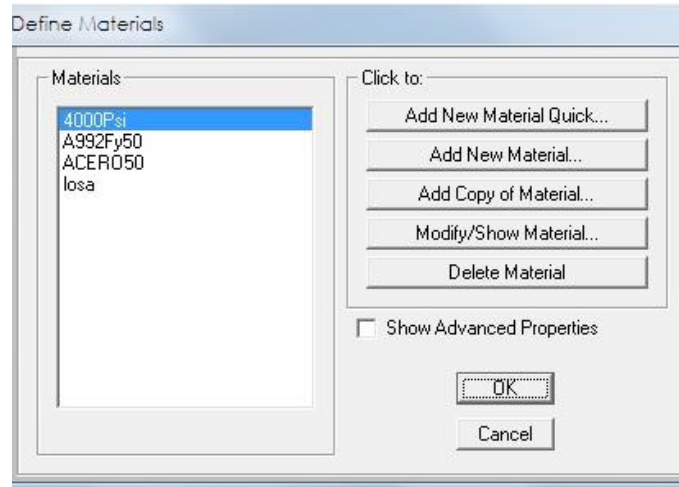 Define Materials
Materials
4000Psi
A992Fy50
ACERO50
losa
Click to:
Add New Material Quick...
Add New Material...
Add Copy of Material...
Modify/Show Material...
Delete Material
Show Advanced Properties
OK
Cancel